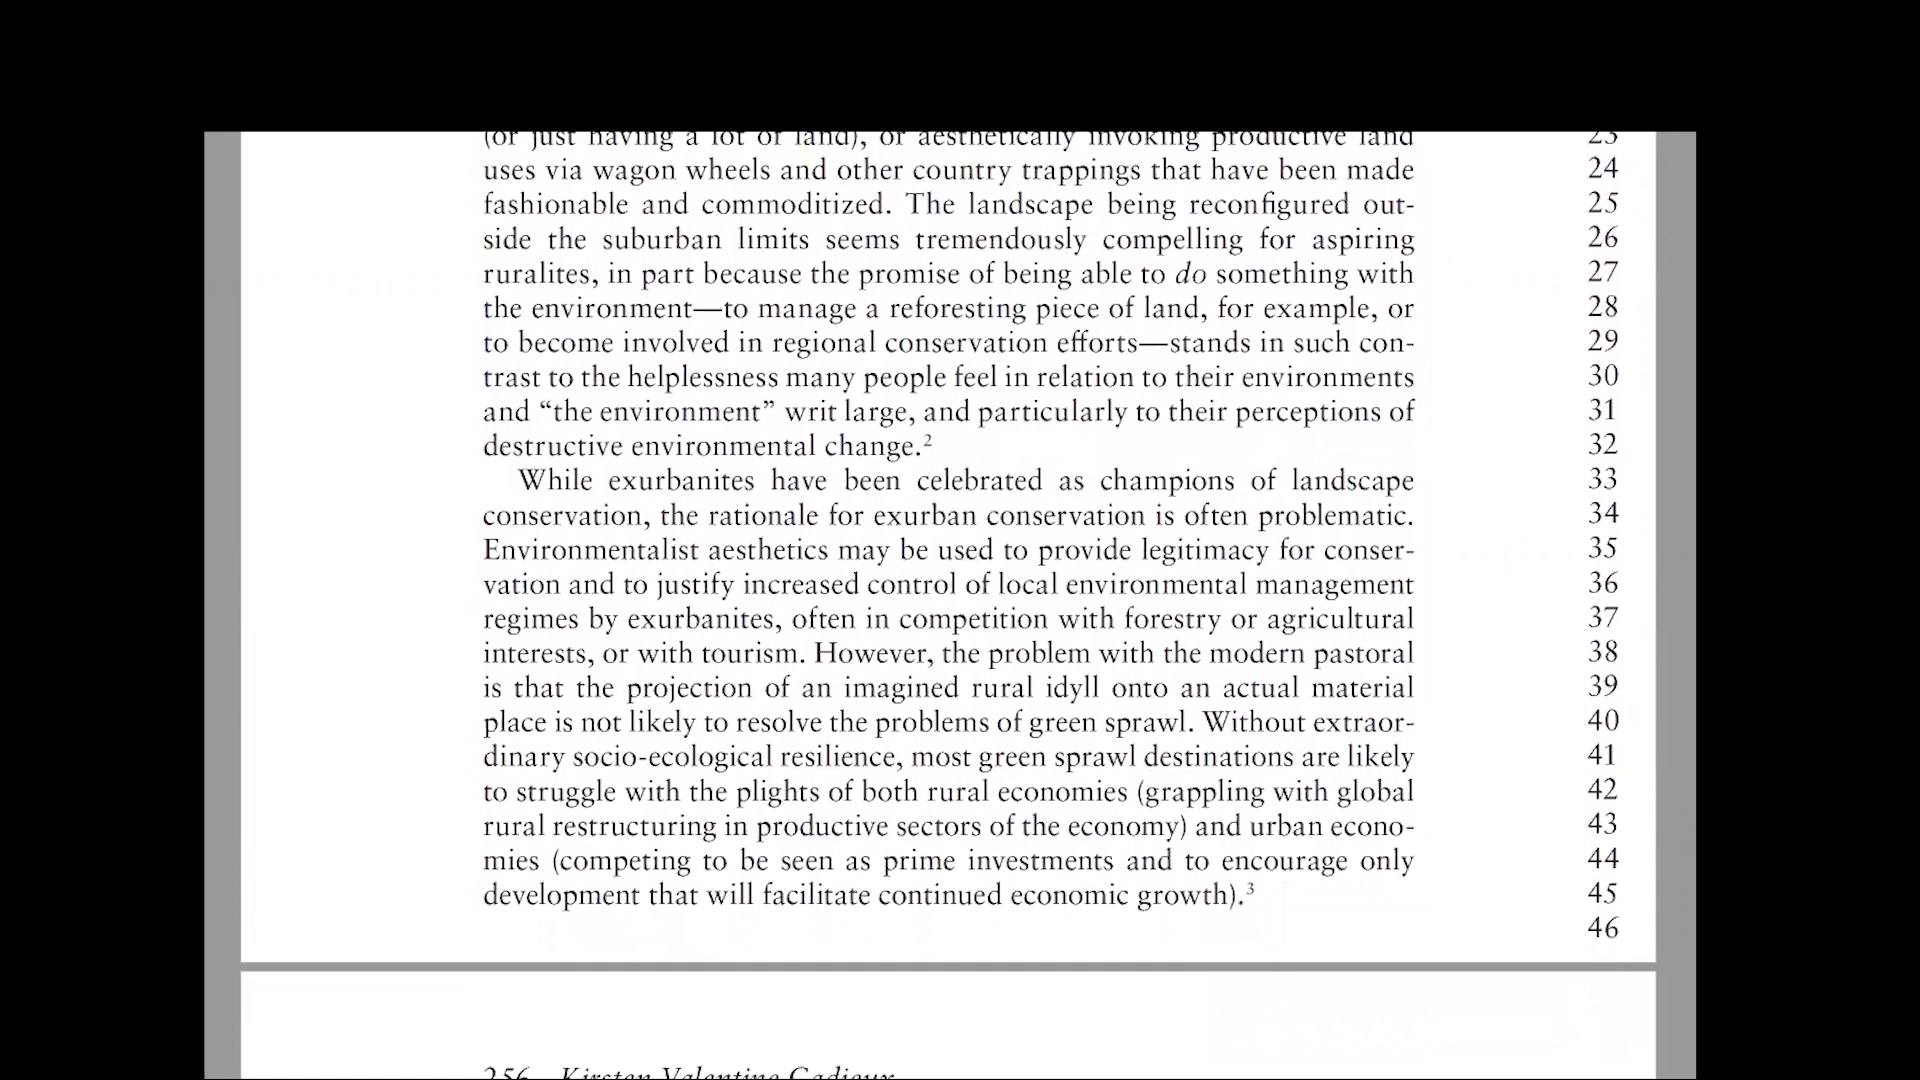 (or just having a lot of land), or aesthetically invoking productive land 23
uses via wagon wheels and other country trappings that have been made 24
fashionable and commoditized. The landscape being reconfigured out- 25
side the suburban limits seems tremendously compelling for aspiring 26
ruralites, in part because the promise of being able to do something with 27
the environment—to manage a reforesting piece of land, for example, or 28
to become involved in regional conservation efforts—stands in such con- 29
trast to the helplessness many people feel in relation to their environments 30
and “the environment” writ large, and particularly to their perceptions of 31
destructive environmental change.² 32
While exurbanites have been celebrated as champions of landscape 33
conservation, the rationale for exurban conservation is often problematic. 34
Environmentalist aesthetics may be used to provide legitimacy for conser- 35
vation and to justify increased control of local environmental management 36
regimes by exurbanites, often in competition with forestry or agricultural 37
interests, or with tourism. However, the problem with the modern pastoral 38
is that the projection of an imagined rural idyll onto an actual material 39
place is not likely to resolve the problems of green sprawl. Without extraor- 40
dinary socio-ecological resilience, most green sprawl destinations are likely 41
to struggle with the plights of both rural economies (grappling with global 42
rural restructuring in productive sectors of the economy) and urban econo- 43
mies (competing to be seen as prime investments and to encourage only 44
development that will facilitate continued economic growth).³ 45
46
256 Kirsten Valentine Cadieux